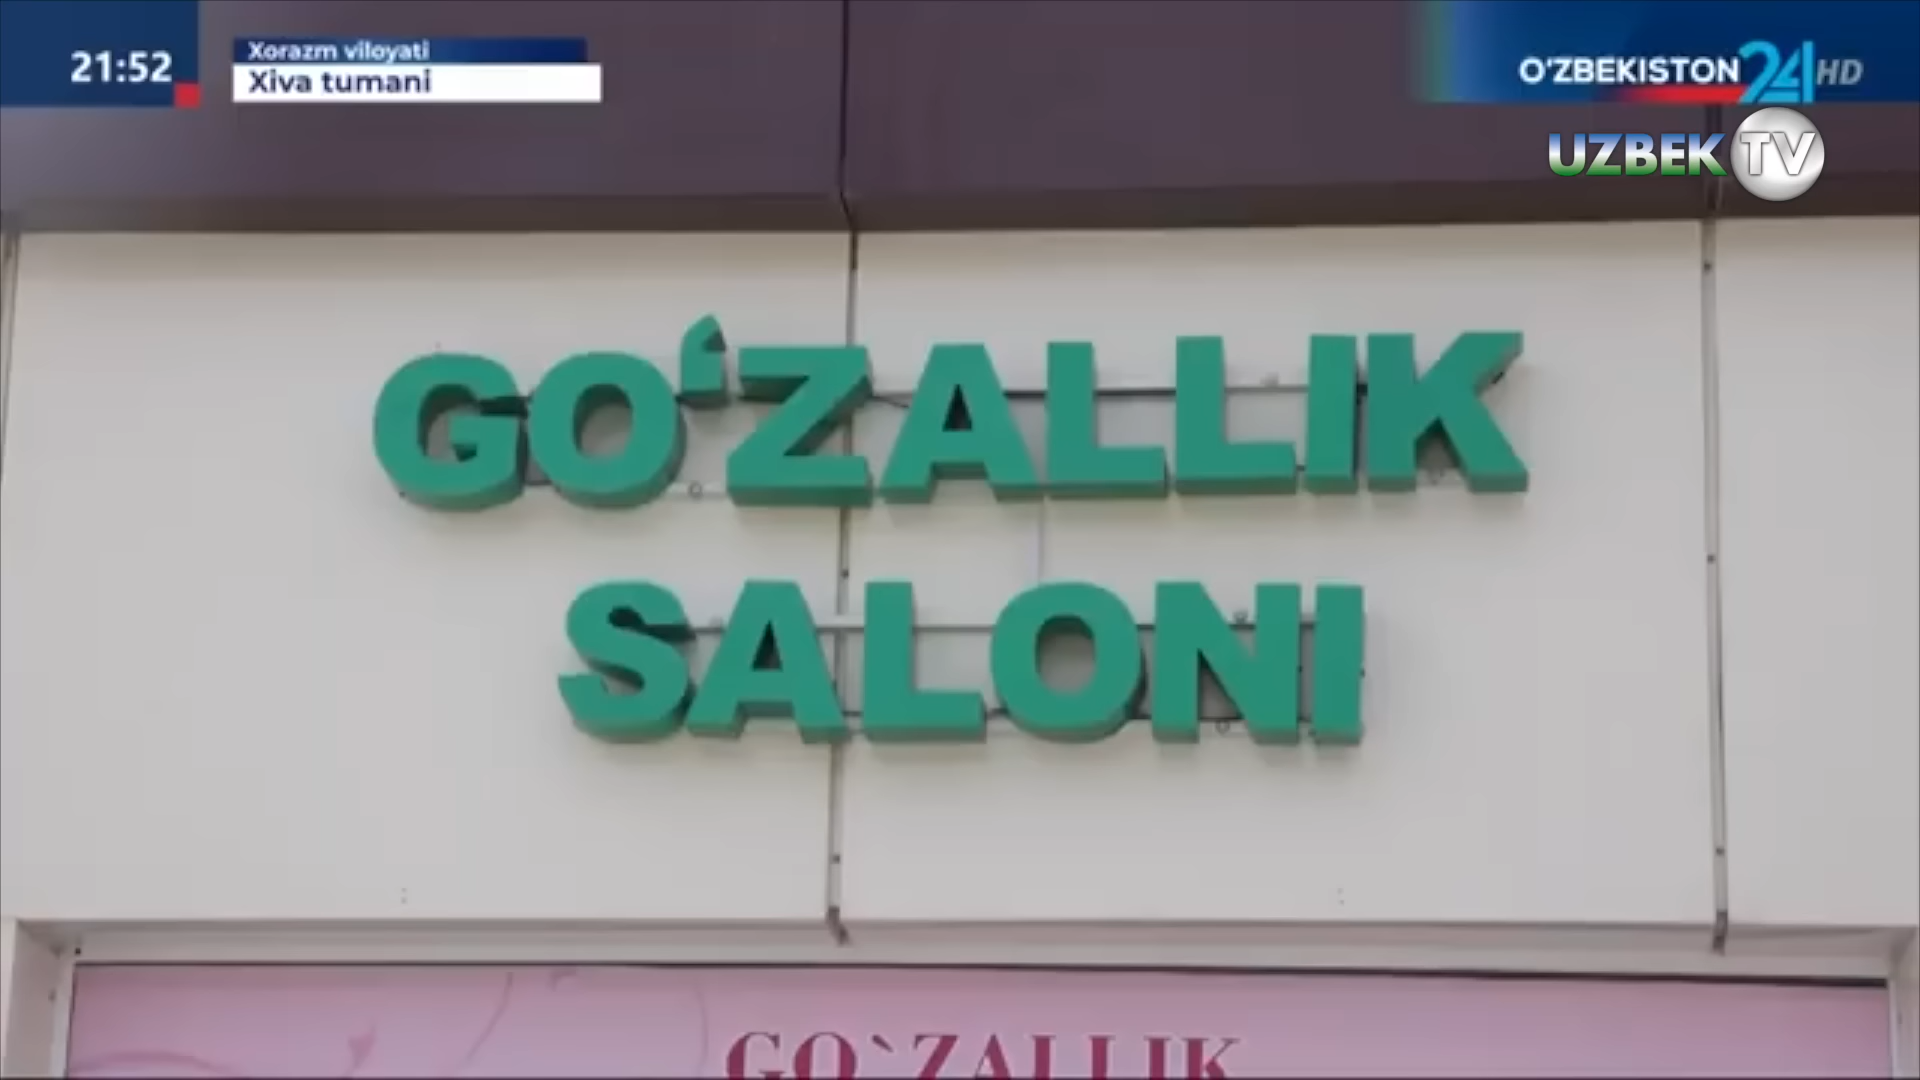 21:52
Xorazm viloyati
Xiva tumani
O'ZBEKISTON 24 HD
UZBEK TV
GO‘ZALLIK
SALONI
GO`ZALLIK